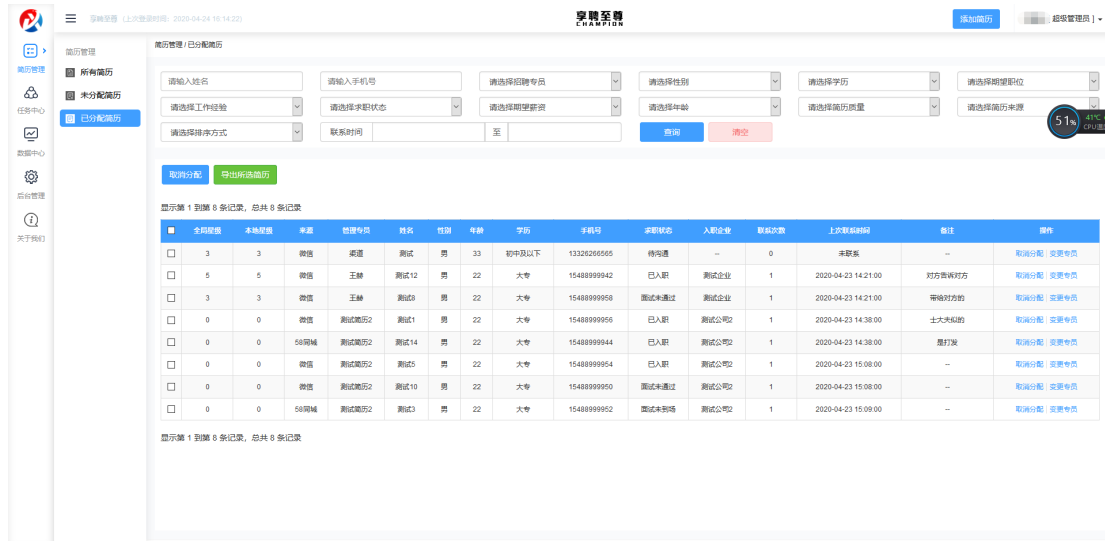 享聘至尊 (上次登录时间: 2020-04-24 16:14:22)
享聘至尊
CHAMPION
添加简历
超级管理员 ]
简历管理
任务中心
数据中心
后台管理
关于我们
简历管理
所有简历
未分配简历
已分配简历
简历管理 / 已分配简历
请输入姓名 请输入手机号 请选择招聘专员 请选择性别 请选择学历 请选择期望职位
请选择工作经验 请选择求职状态 请选择期望薪资 请选择年龄 请选择简历质量 请选择简历来源
请选择排序方式 联系时间 至 查询 清空
51% 41℃
CPU温
取消分配 导出所选简历
显示第 1 到第 8 条记录，总共 8 条记录
全局星级 本地星级 来源 管理专员 姓名 性别 年龄 学历 手机号 求职状态 入职企业 联系次数 上次联系时间 备注 操作
3 3 微信 渠道 测试 男 33 初中及以下 13326266565 待沟通 -- 0 未联系 -- 取消分配 | 变更专员
5 5 微信 王赫 测试12 男 22 大专 15488999942 已入职 测试企业 1 2020-04-23 14:21:00 对方告诉对方 取消分配 | 变更专员
3 3 微信 王赫 测试8 男 22 大专 15488999958 面试未通过 测试企业 1 2020-04-23 14:21:00 带给对方的 取消分配 | 变更专员
0 0 微信 测试简历2 测试1 男 22 大专 15488999956 已入职 测试公司2 1 2020-04-23 14:38:00 士大夫似的 取消分配 | 变更专员
0 0 58同城 测试简历2 测试14 男 22 大专 15488999944 已入职 测试公司2 1 2020-04-23 14:38:00 是打发 取消分配 | 变更专员
0 0 微信 测试简历2 测试5 男 22 大专 15488999954 已入职 测试公司2 1 2020-04-23 15:08:00 -- 取消分配 | 变更专员
0 0 微信 测试简历2 测试10 男 22 大专 15488999950 面试未通过 测试公司2 1 2020-04-23 15:08:00 -- 取消分配 | 变更专员
0 0 58同城 测试简历2 测试3 男 22 大专 15488999952 面试未到场 测试公司2 1 2020-04-23 15:09:00 -- 取消分配 | 变更专员
显示第 1 到第 8 条记录，总共 8 条记录